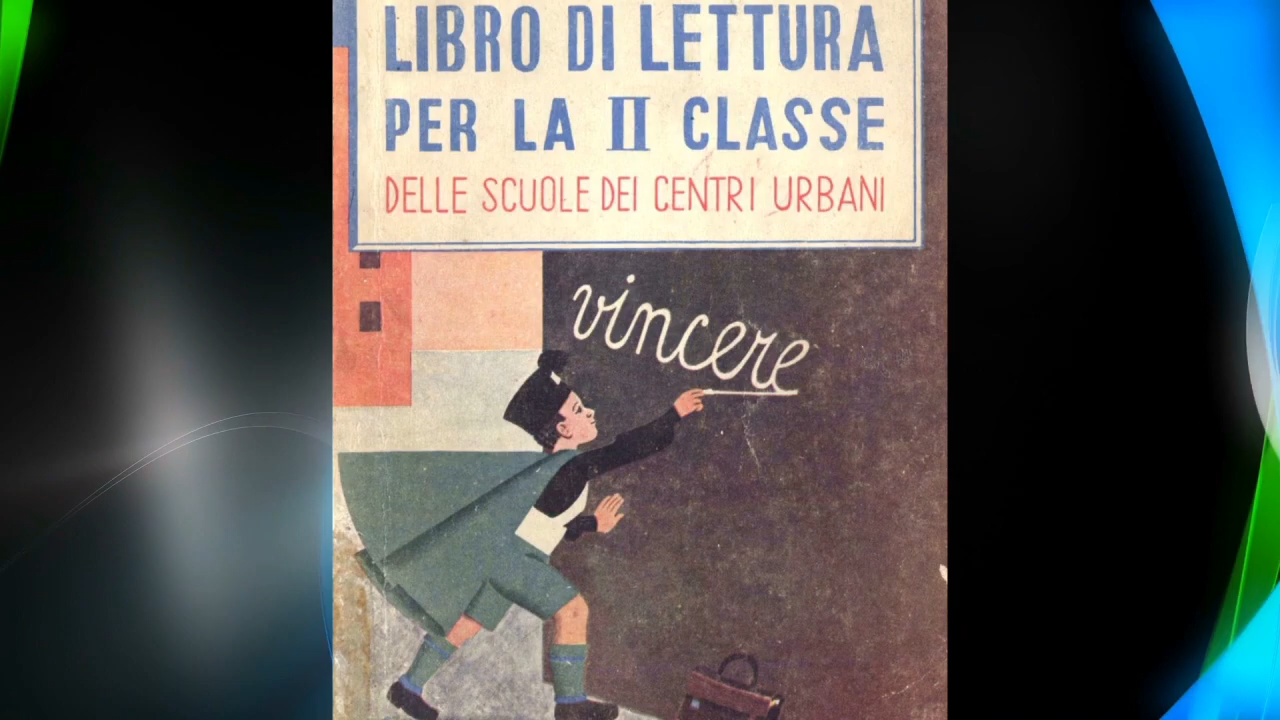 LIBRO DI LETTURA
PER LA II CLASSE
DELLE SCUOLE DEI CENTRI URBANI
vincere